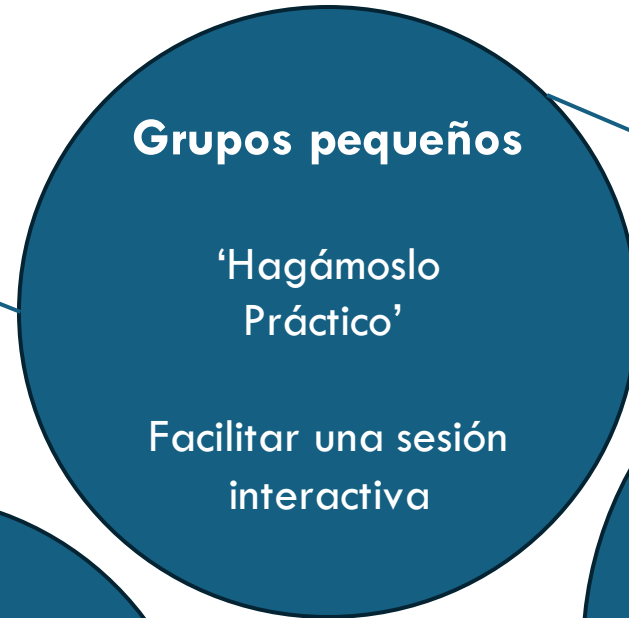 Grupos pequeños
‘Hagámoslo
Práctico’
Facilitar una sesión
interactiva